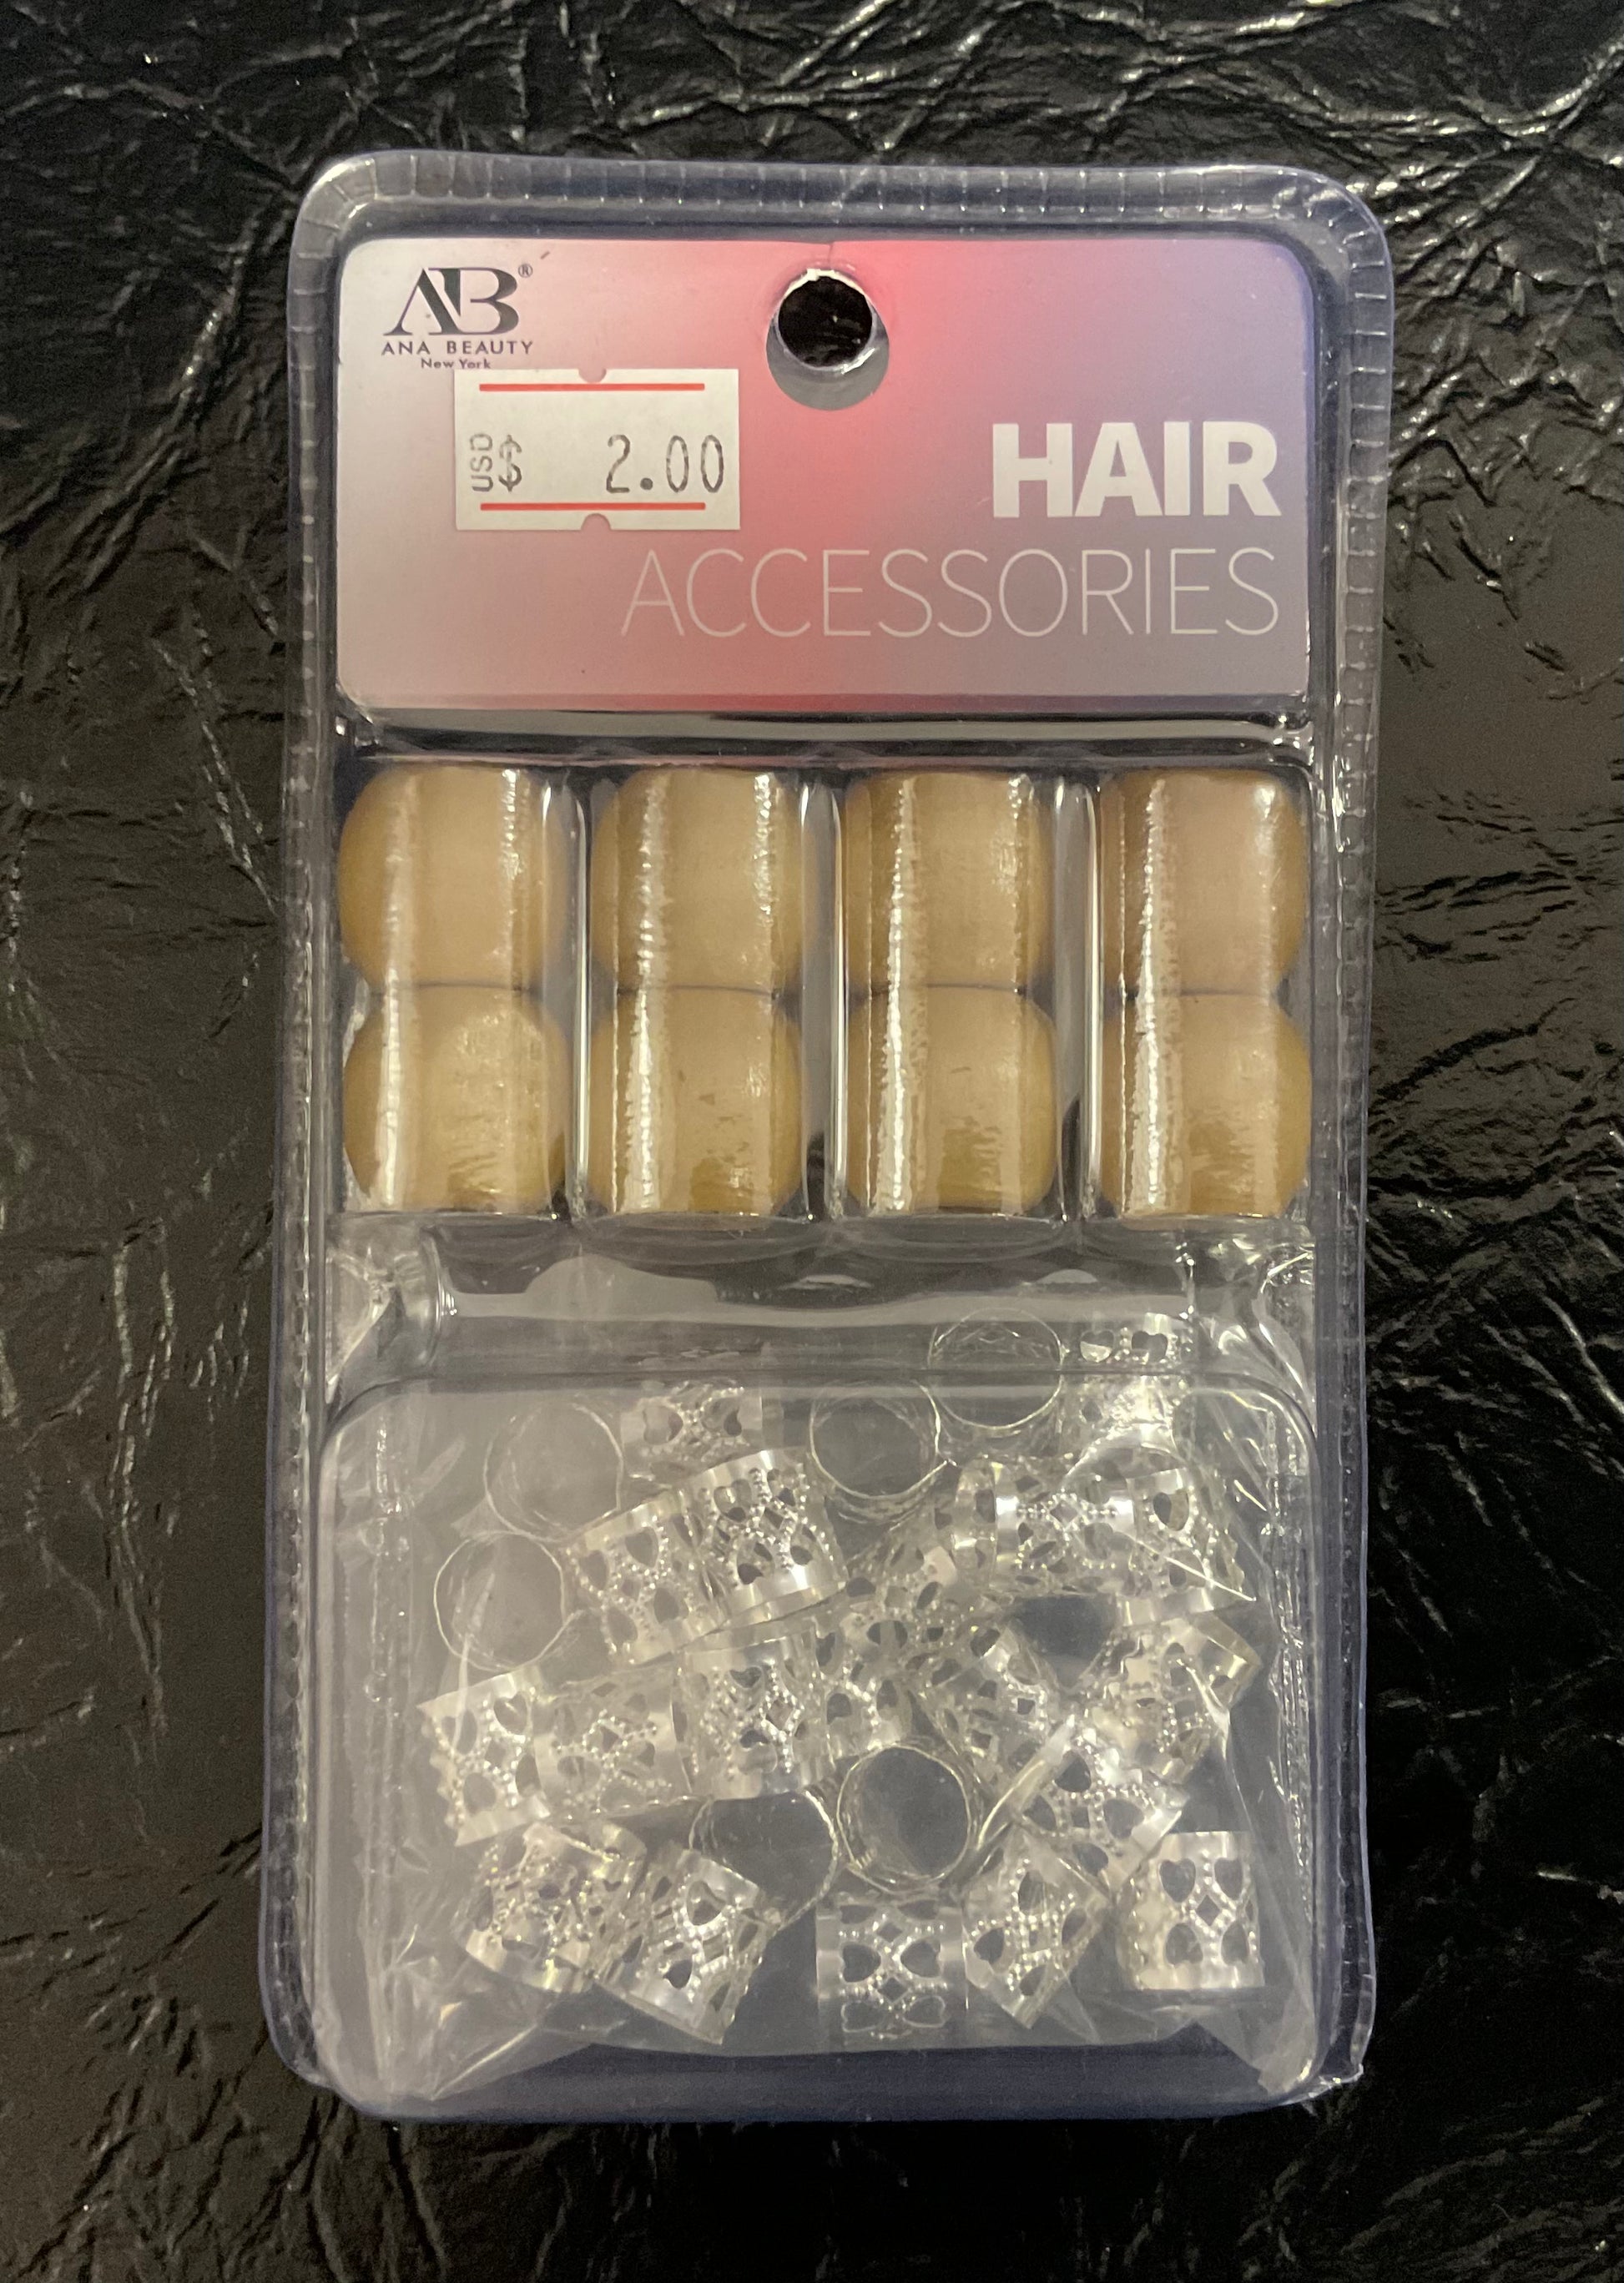 AB®
ANA BEAUTY
New York
USD $ 2.00
HAIR
ACCESSORIES